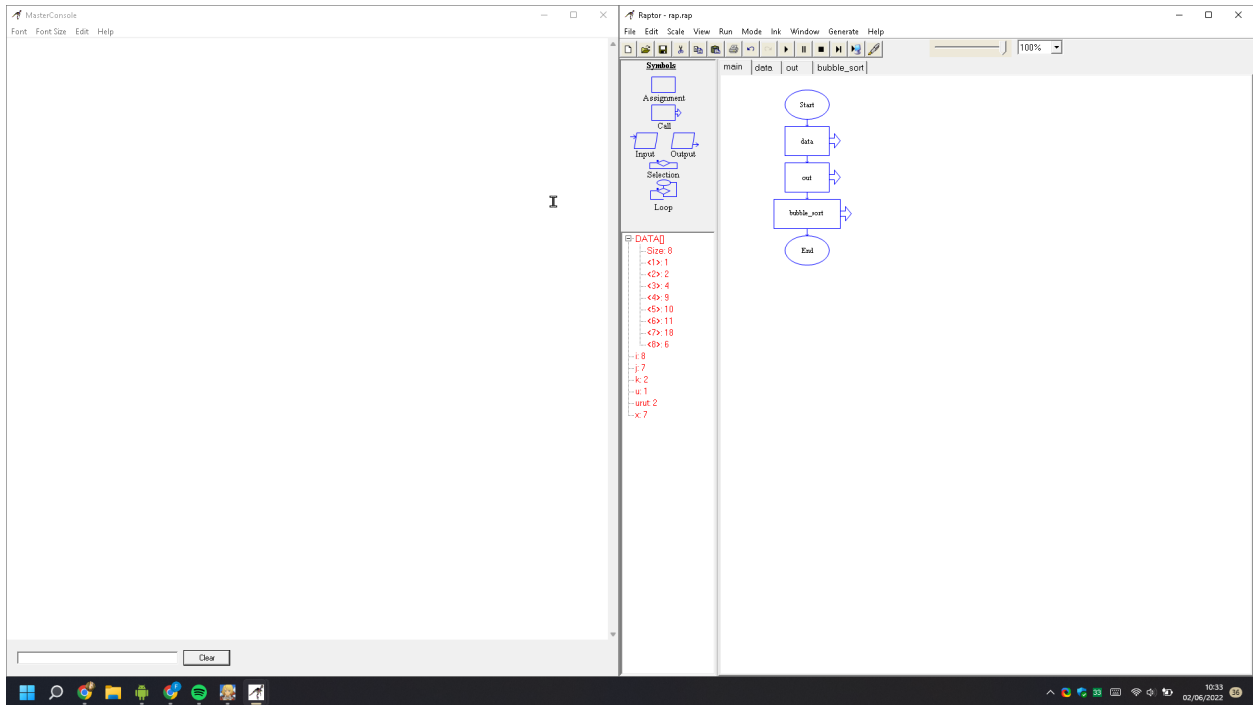 MasterConsole
Font Font Size Edit Help
Clear
Raptor - rap.rap
File Edit Scale View Run Mode Ink Window Generate Help
100%
Symbols
Assignment
Call
Input Output
Selection
Loop
DATA[]
Size: 8
<1>: 1
<2>: 2
<3>: 4
<4>: 9
<5>: 10
<6>: 11
<7>: 18
<8>: 6
i: 8
j: 7
k: 2
u: 1
urut: 2
x: 7
main data out bubble_sort
Start
data
out
bubble_sort
End
33
10:33
02/06/2022
36